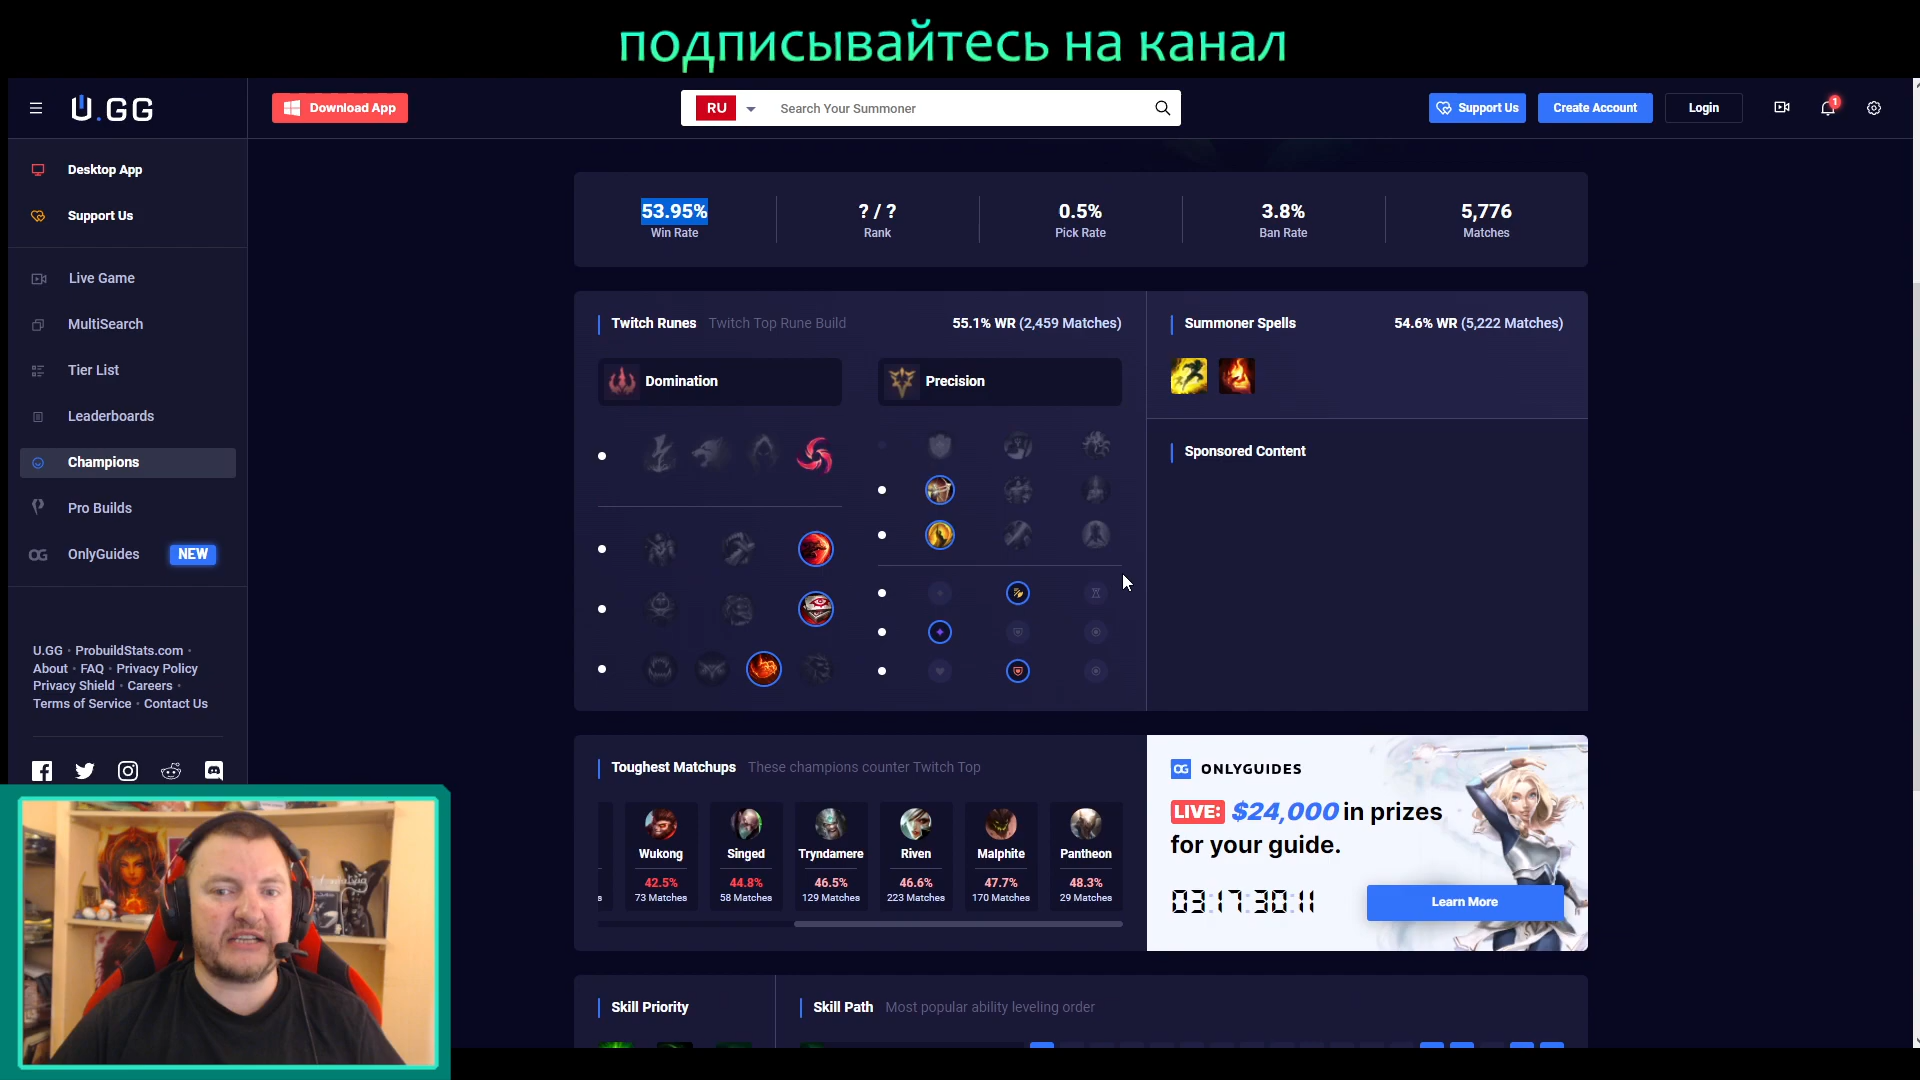 подписывайтесь на канал
U.GG
Download App
RU
Search Your Summoner
Support Us
Create Account
Login
1
Desktop App
Support Us
Live Game
MultiSearch
Tier List
Leaderboards
Champions
Pro Builds
OG OnlyGuides NEW
U.GG • ProbuildStats.com •
About • FAQ • Privacy Policy
Privacy Shield • Careers •
Terms of Service • Contact Us
53.95%
Win Rate
? / ?
Rank
0.5%
Pick Rate
3.8%
Ban Rate
5,776
Matches
Twitch Runes Twitch Top Rune Build 55.1% WR (2,459 Matches)
Domination
Precision
Summoner Spells 54.6% WR (5,222 Matches)
Sponsored Content
Toughest Matchups These champions counter Twitch Top
s
Wukong
42.5%
73 Matches
Singed
44.8%
58 Matches
Tryndamere
46.5%
129 Matches
Riven
46.6%
223 Matches
Malphite
47.7%
170 Matches
Pantheon
48.3%
29 Matches
OG ONLYGUIDES
LIVE: $24,000 in prizes
for your guide.
03:17:30:11
Learn More
Skill Priority
Skill Path Most popular ability leveling order